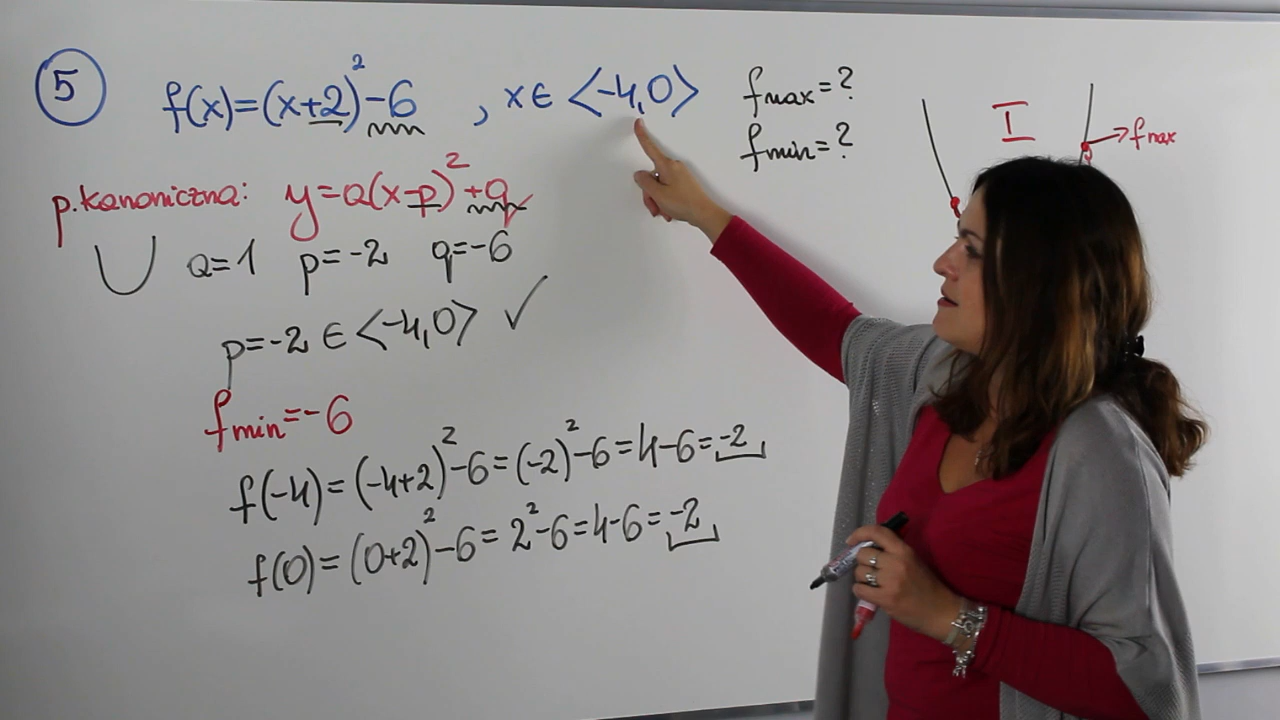 5 f(x)=(x+2)²-6 , x∈<-4,0> fmax=?
fmin=?
I fmax
p.kanoniczna: y=a(x-p)²+q
a=1 p=-2 q=-6
p=-2 ∈ <-4,0> ✓
fmin=-6
f(-4)=(-4+2)²-6=(-2)²-6=4-6=-2
f(0)=(0+2)²-6=2²-6=4-6=-2